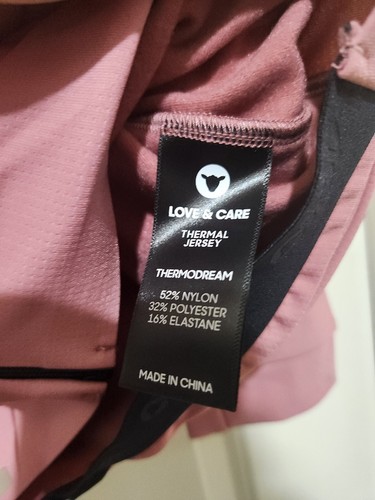 LOVE & CARE
THERMAL
JERSEY
THERMODREAM
52% NYLON
32% POLYESTER
16% ELASTANE
MADE IN CHINA